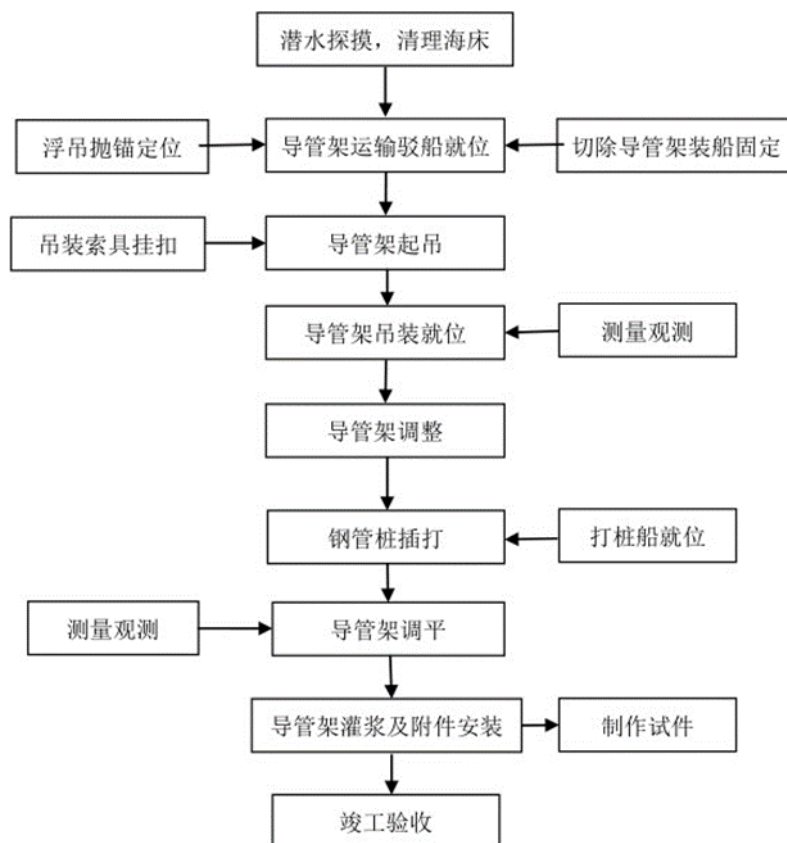 潜水探摸，清理海床
浮吊抛锚定位
导管架运输驳船就位
切除导管架装船固定
吊装索具挂扣
导管架起吊
导管架吊装就位
测量观测
导管架调整
钢管桩插打
打桩船就位
测量观测
导管架调平
导管架灌浆及附件安装
制作试件
竣工验收